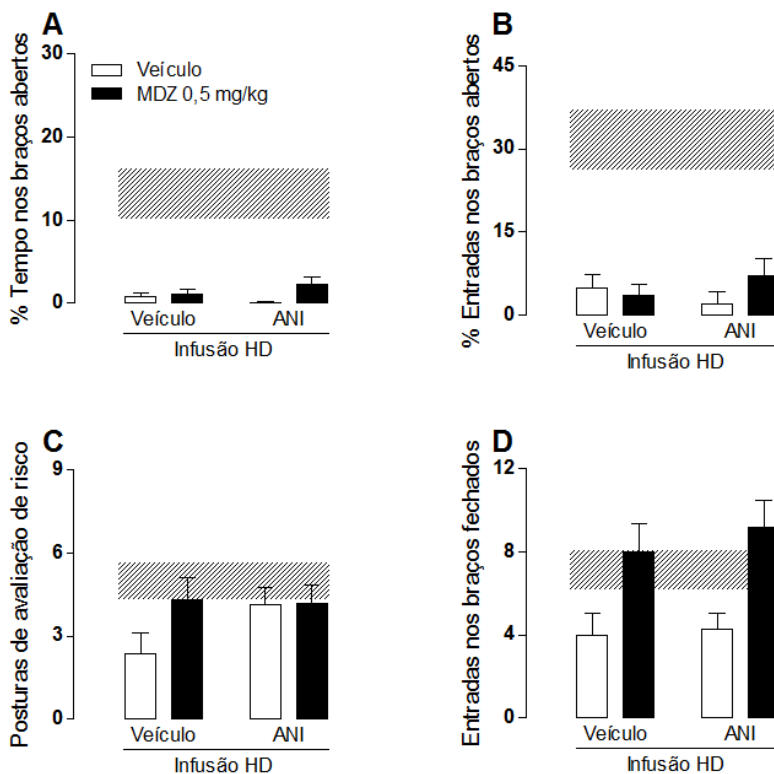 A
% Tempo nos braços abertos
30
20
10
0
Veículo
MDZ 0,5 mg/kg
Veículo ANI
Infusão HD
B
% Entradas nos braços abertos
45
30
15
0
Veículo ANI
Infusão HD
C
Posturas de avaliação de risco
9
6
3
0
Veículo ANI
Infusão HD
D
Entradas nos braços fechados
12
8
4
0
Veículo ANI
Infusão HD